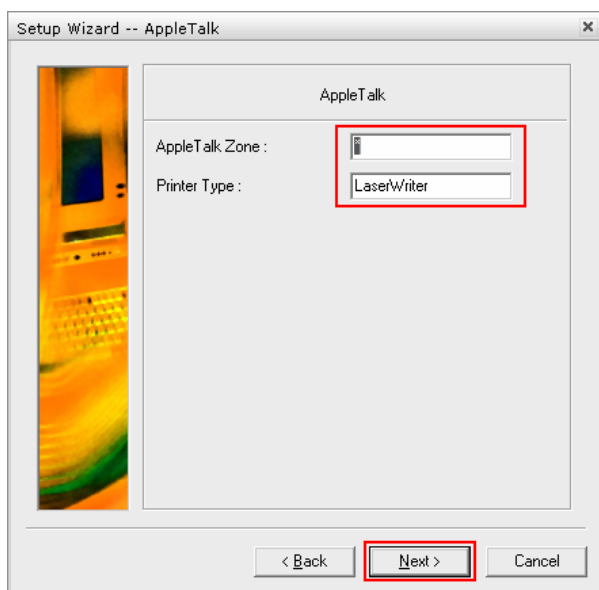 Setup Wizard -- AppleTalk
AppleTalk
AppleTalk Zone : *
Printer Type : LaserWriter
< Back Next > Cancel